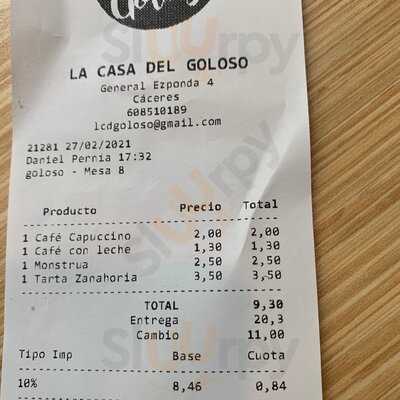 LA CASA DEL GOLOSO
General Ezponda 4
Cáceres
608510189
lcdgoloso@gmail.com
21281 27/02/2021
Daniel Pernia 17:32
goloso - Mesa 8
Producto Precio Total
1 Café Capuccino 2,00 2,00
1 Café con leche 1,30 1,30
1 Monstrua 2,50 2,50
1 Tarta Zanahoria 3,50 3,50
TOTAL 9,30
Entrega 20,3
Cambio 11,00
Tipo Imp Base Cuota
10% 8,46 0,84